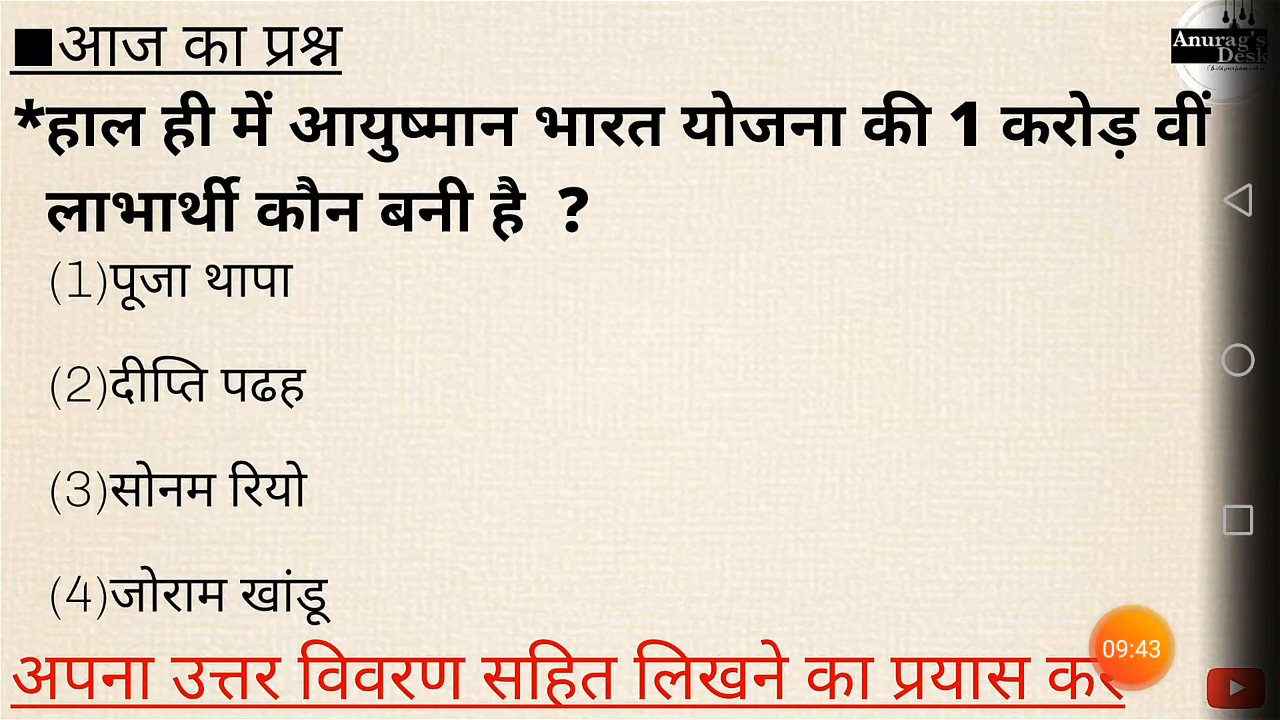 ■आज का प्रश्न
Anurag's
Desk
*हाल ही में आयुष्मान भारत योजना की 1 करोड़ वीं
लाभार्थी कौन बनी है ?
(1)पूजा थापा
(2)दीप्ति पढह
(3)सोनम रियो
(4)जोराम खांडू
अपना उत्तर विवरण सहित लिखने का प्रयास करे
09:43